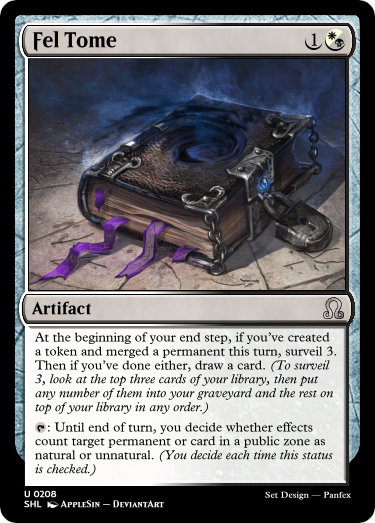 Fel Tome 1
Artifact
At the beginning of your end step, if you've created
a token and merged a permanent this turn, surveil 3.
Then if you've done either, draw a card. (To surveil
3, look at the top three cards of your library, then put
any number of them into your graveyard and the rest on
top of your library in any order.)
: Until end of turn, you decide whether effects
count target permanent or card in a public zone as
natural or unnatural. (You decide each time this status
is checked.)
U 0208
SHL AppleSin — DeviantArt
Set Design — Panfex